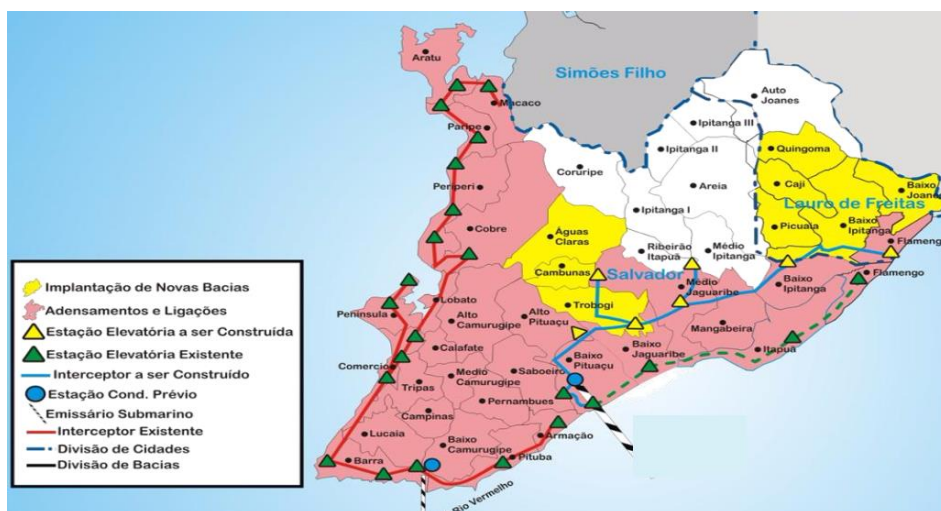 Simões Filho
Aratu
Auto
Joanes
Macaco
Ipitanga III
Paripe
Ipitanga II
Quingoma
Coruripe
Periperi
Areia
Caji
Baixo
Joanes
Lauro de Freitas
Ipitanga I
Cobre
Águas
Claras
Picuaia
Baixo
Ipitanga
Flamengo
Ribeirão
Itapuã
Médio
Ipitanga
Cambunas
Salvador
Flamengo
Médio
Jaguaribe
Baixo
Ipitanga
Lobato
Trobogi
Península
Alto
Camurugipe
Alto
Pituaçu
Mangabeira
Calafate
Baixo
Jaguaribe
Itapuã
Comercio
Baixo
Pituaçu
Medio
Camurugipe
Saboeiro
Tripas
Pernambues
Campinas
Lucaia
Baixo
Camurugipe
Armação
Barra
Pituba
Rio Vermelho
Implantação de Novas Bacias
Adensamentos e Ligações
Estação Elevatória a ser Construída
Estação Elevatória Existente
Interceptor a ser Construído
Estação Cond. Prévio
Emissário Submarino
Interceptor Existente
Divisão de Cidades
Divisão de Bacias